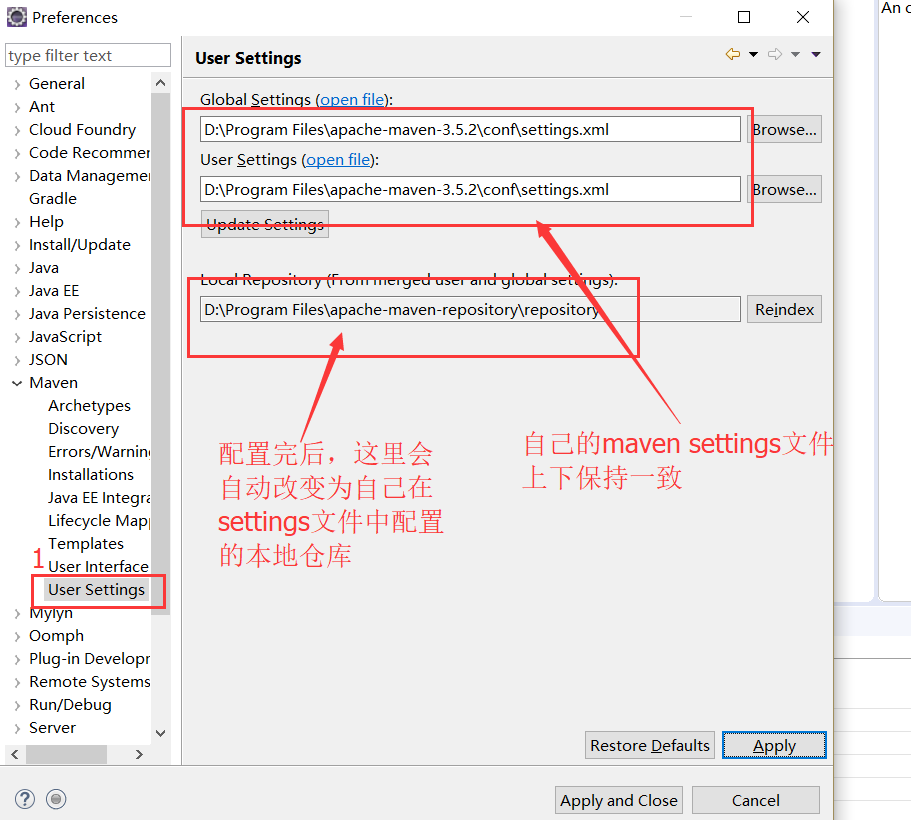 Preferences
An
type filter text
General
Ant
Cloud Foundry
Code Recommen
Data Manageme
Gradle
Help
Install/Update
Java
Java EE
Java Persistence
JavaScript
JSON
Maven
Archetypes
Discovery
Errors/Warning
Installations
Java EE Integra
Lifecycle Mapp
Templates
User Interface
1
User Settings
Mylyn
Oomph
Plug-in Developr
Remote Systems
Run/Debug
Server
User Settings
Global Settings (open file):
D:\Program Files\apache-maven-3.5.2\conf\settings.xml
Browse...
User Settings (open file):
D:\Program Files\apache-maven-3.5.2\conf\settings.xml
Browse...
Update Settings
Local Repository (From merged user and global settings):
D:\Program Files\apache-maven-repository\repository
Reindex
自己的maven settings文件
上下保持一致
配置完后，这里会
自动改变为自己在
settings文件中配置
的本地仓库
Restore Defaults
Apply
Apply and Close
Cancel